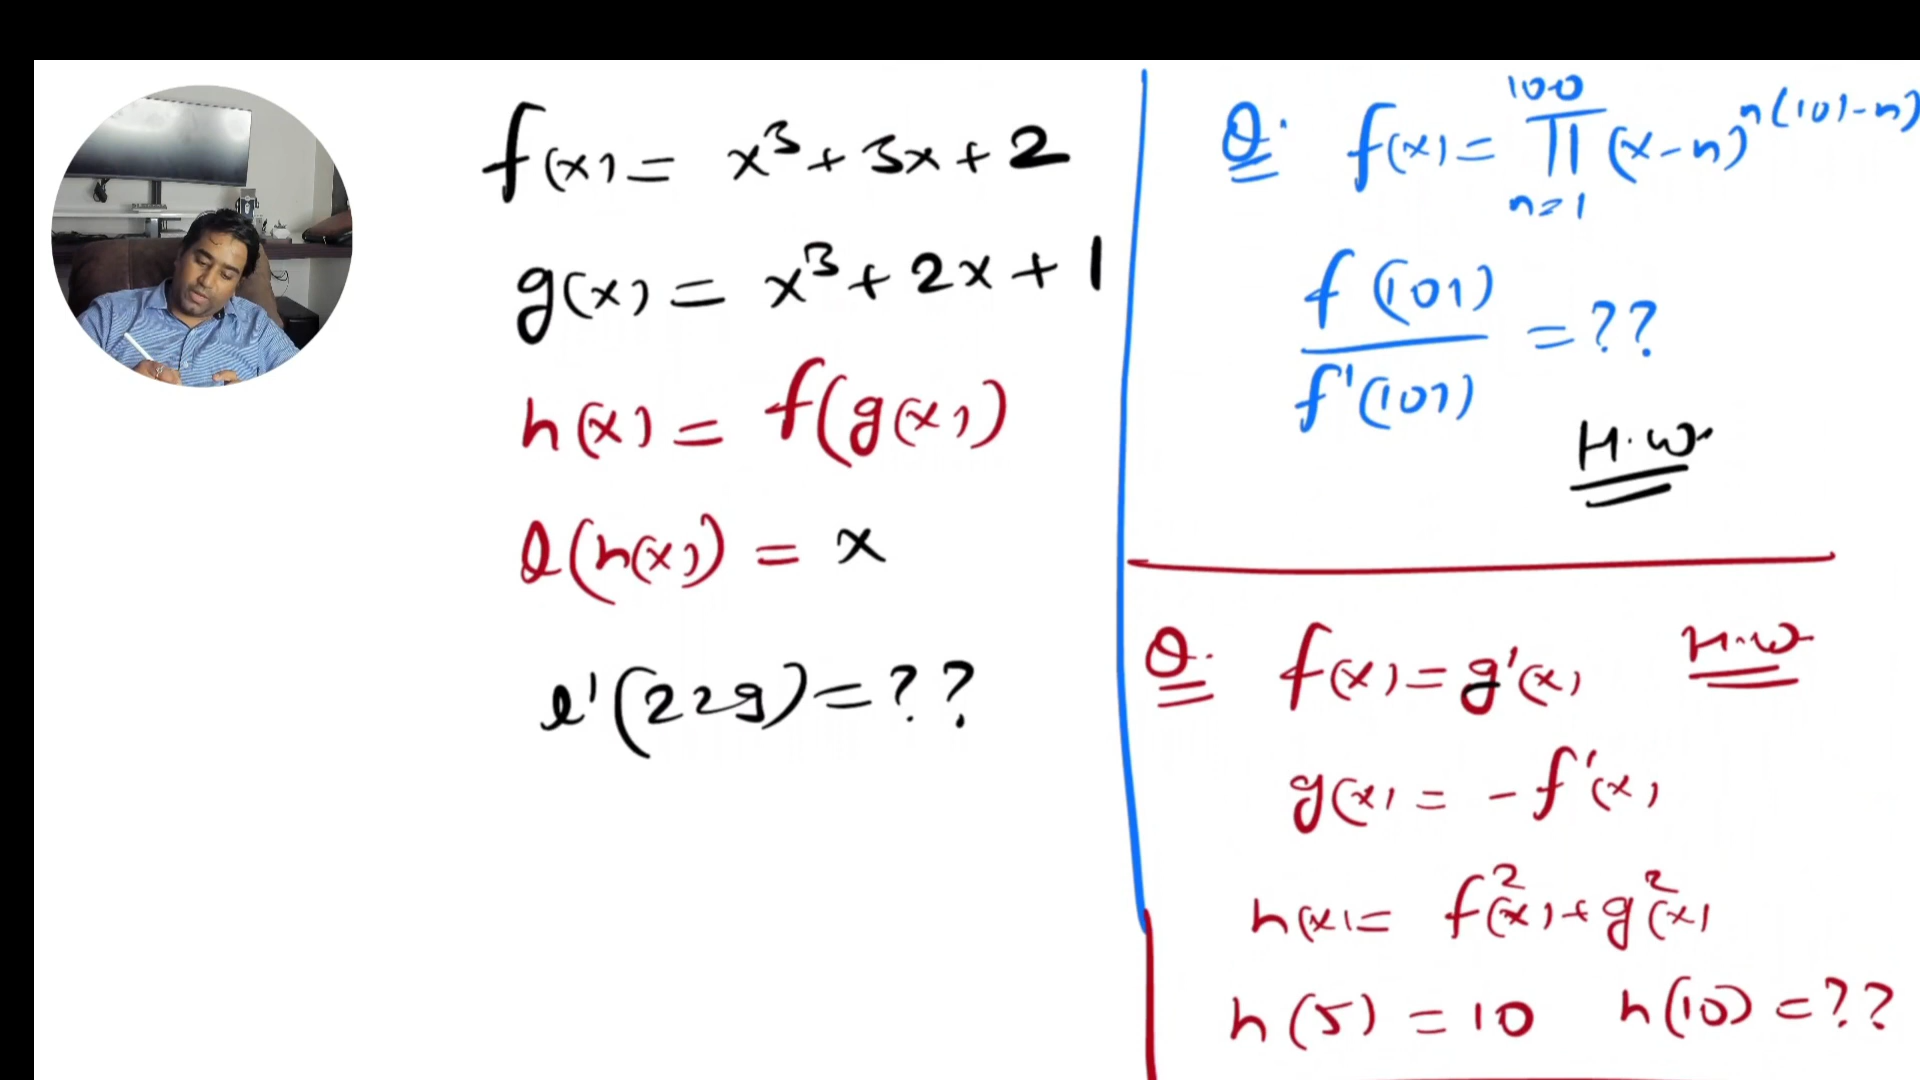 f(x) = x³ + 3x + 2
g(x) = x³ + 2x + 1
h(x) = f(g(x))
l(h(x)) = x
l'(229) = ??
Q. f(x) = ∏_{n=1}^{100} (x-n)^{n(101-n)}
f(101)/f'(101) = ??
H.W
Q. f(x) = g'(x) H.W
g(x) = -f'(x)
h(x) = f²(x) + g²(x)
h(5) = 10 h(10) = ??